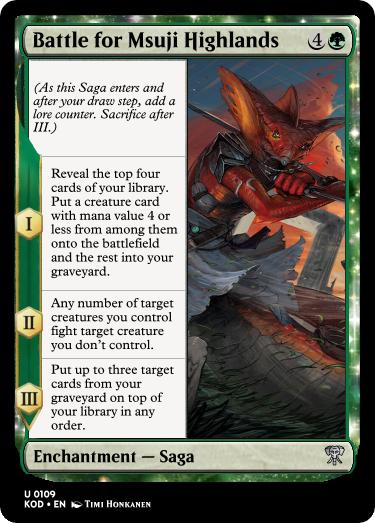 Battle for Msuji Highlands 4
(As this Saga enters and
after your draw step, add a
lore counter. Sacrifice after
III.)
I
Reveal the top four
cards of your library.
Put a creature card
with mana value 4 or
less from among them
onto the battlefield
and the rest into your
graveyard.
II
Any number of target
creatures you control
fight target creature
you don't control.
III
Put up to three target
cards from your
graveyard on top of
your library in any
order.
Enchantment — Saga
U 0109
KOD • EN Timi Honkanen